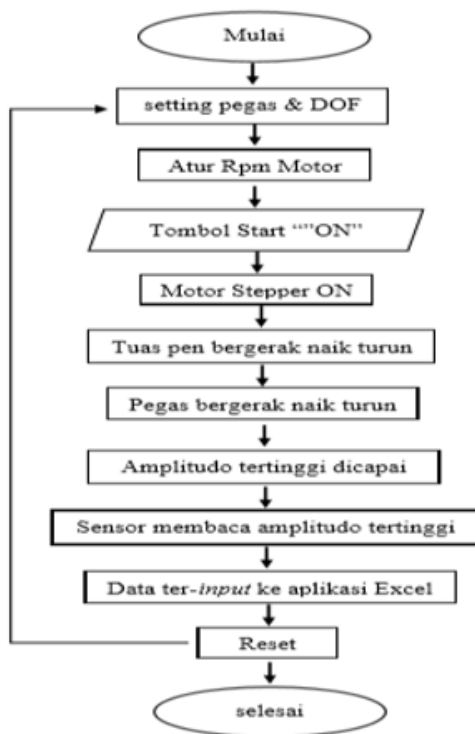 Mulai
setting pegas & DOF
Atur Rpm Motor
Tombol Start “”ON”
Motor Stepper ON
Tuas pen bergerak naik turun
Pegas bergerak naik turun
Amplitudo tertinggi dicapai
Sensor membaca amplitudo tertinggi
Data ter-input ke aplikasi Excel
Reset
selesai